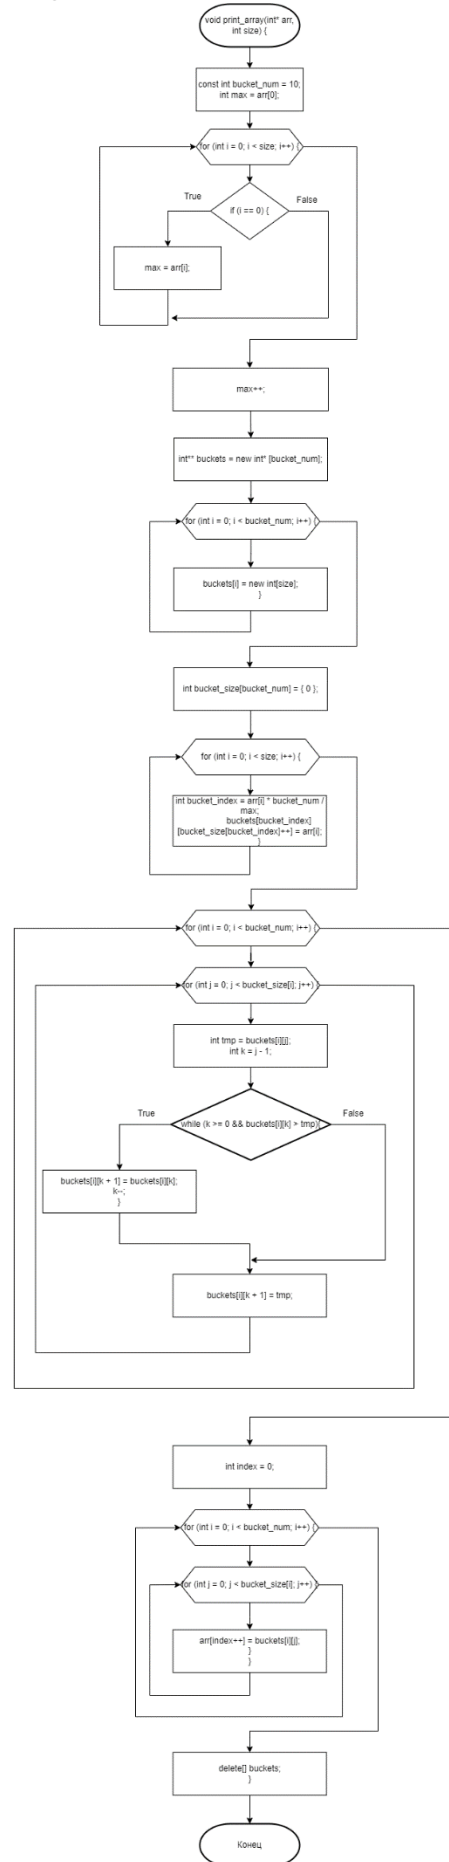 void print_array(int* arr,
int size) {
const int bucket_num = 10;
int max = arr[0];
for (int i = 0; i < size; i++) {
True
False
if (i == 0) {
max = arr[i];
max++;
int** buckets = new int* [bucket_num];
for (int i = 0; i < bucket_num; i++) {
buckets[i] = new int[size];
}
int bucket_size[bucket_num] = { 0 };
for (int i = 0; i < size; i++) {
int bucket_index = arr[i] * bucket_num /
max;
buckets[bucket_index]
[bucket_size[bucket_index]++] = arr[i];
}
for (int i = 0; i < bucket_num; i++) {
for (int j = 0; j < bucket_size[i]; j++) {
int tmp = buckets[i][j];
int k = j - 1;
True
False
while (k >= 0 && buckets[i][k] > tmp){
buckets[i][k + 1] = buckets[i][k];
k--;
}
buckets[i][k + 1] = tmp;
int index = 0;
for (int i = 0; i < bucket_num; i++) {
for (int j = 0; j < bucket_size[i]; j++) {
arr[index++] = buckets[i][j];
}
}
delete[] buckets;
}
Конец